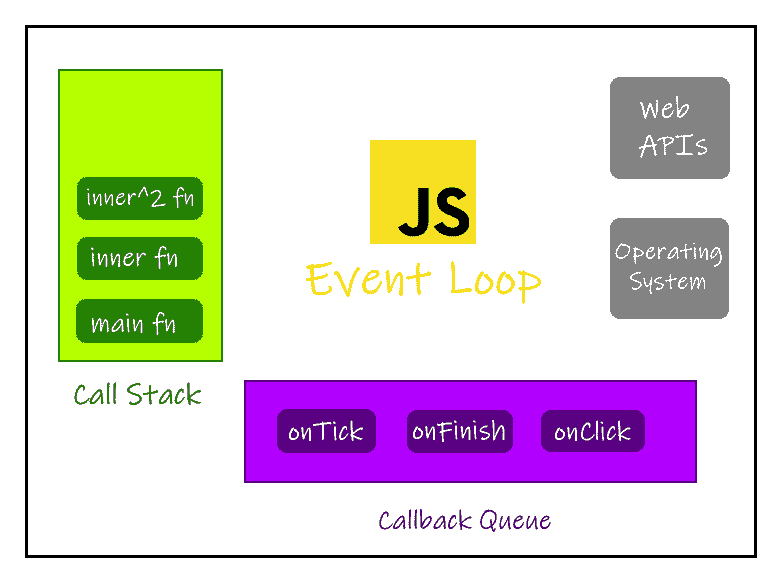 Web
APIs
JS
Event Loop
inner^2 fn
inner fn
main fn
Call Stack
Operating
System
onTick
onFinish
onClick
Callback Queue